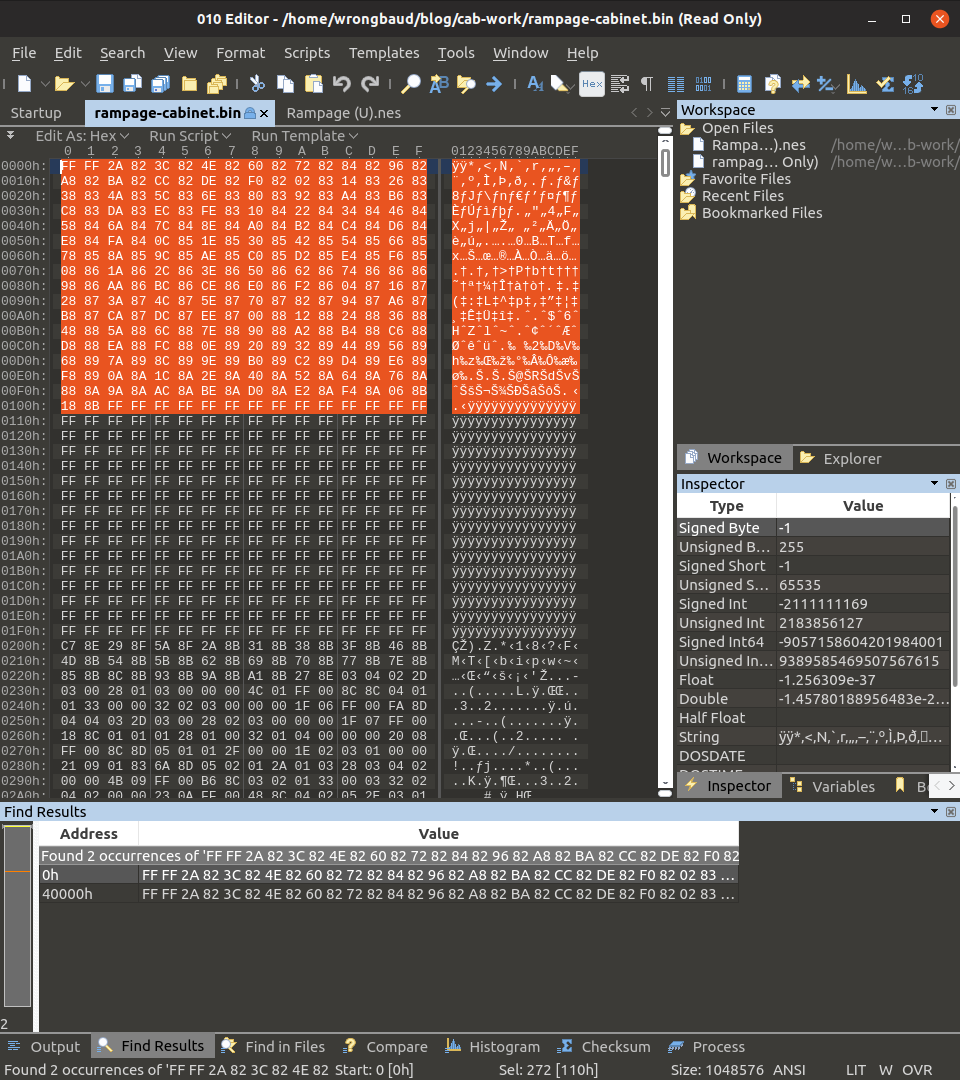 010 Editor - /home/wrongbaud/blog/cab-work/rampage-cabinet.bin (Read Only)
File Edit Search View Format Scripts Templates Tools Window Help
Startup rampage-cabinet.bin Rampage (U).nes
Edit As: Hex Run Script Run Template
0 1 2 3 4 5 6 7 8 9 A B C D E F 0123456789ABCDEF
0000h: FF FF 2A 82 3C 82 4E 82 60 82 72 82 84 82 96 82
0010h: A8 82 BA 82 CC 82 DE 82 F0 82 02 83 14 83 26 83
0020h: 38 83 4A 83 5C 83 6E 83 80 83 92 83 A4 83 B6 83
0030h: C8 83 DA 83 EC 83 FE 83 10 84 22 84 34 84 46 84
0040h: 58 84 6A 84 7C 84 8E 84 A0 84 B2 84 C4 84 D6 84
0050h: E8 84 FA 84 0C 85 1E 85 30 85 42 85 54 85 66 85
0060h: 78 85 8A 85 9C 85 AE 85 C0 85 D2 85 E4 85 F6 85
0070h: 08 86 1A 86 2C 86 3E 86 50 86 62 86 74 86 86 86
0080h: 98 86 AA 86 BC 86 CE 86 E0 86 F2 86 04 87 16 87
0090h: 28 87 3A 87 4C 87 5E 87 70 87 82 87 94 87 A6 87
00A0h: B8 87 CA 87 DC 87 EE 87 00 88 12 88 24 88 36 88
00B0h: 48 88 5A 88 6C 88 7E 88 90 88 A2 88 B4 88 C6 88
00C0h: D8 88 EA 88 FC 88 0E 89 20 89 32 89 44 89 56 89
00D0h: 68 89 7A 89 8C 89 9E 89 B0 89 C2 89 D4 89 E6 89
00E0h: F8 89 0A 8A 1C 8A 2E 8A 40 8A 52 8A 64 8A 76 8A
00F0h: 88 8A 9A 8A AC 8A BE 8A D0 8A E2 8A F4 8A 06 8B
0100h: 18 8B FF FF FF FF FF FF FF FF FF FF FF FF FF FF
0110h: FF FF FF FF FF FF FF FF FF FF FF FF FF FF FF FF ÿÿÿÿÿÿÿÿÿÿÿÿÿÿÿÿ
0120h: FF FF FF FF FF FF FF FF FF FF FF FF FF FF FF FF ÿÿÿÿÿÿÿÿÿÿÿÿÿÿÿÿ
0130h: FF FF FF FF FF FF FF FF FF FF FF FF FF FF FF FF ÿÿÿÿÿÿÿÿÿÿÿÿÿÿÿÿ
0140h: FF FF FF FF FF FF FF FF FF FF FF FF FF FF FF FF ÿÿÿÿÿÿÿÿÿÿÿÿÿÿÿÿ
0150h: FF FF FF FF FF FF FF FF FF FF FF FF FF FF FF FF ÿÿÿÿÿÿÿÿÿÿÿÿÿÿÿÿ
0160h: FF FF FF FF FF FF FF FF FF FF FF FF FF FF FF FF ÿÿÿÿÿÿÿÿÿÿÿÿÿÿÿÿ
0170h: FF FF FF FF FF FF FF FF FF FF FF FF FF FF FF FF ÿÿÿÿÿÿÿÿÿÿÿÿÿÿÿÿ
0180h: FF FF FF FF FF FF FF FF FF FF FF FF FF FF FF FF ÿÿÿÿÿÿÿÿÿÿÿÿÿÿÿÿ
0190h: FF FF FF FF FF FF FF FF FF FF FF FF FF FF FF FF ÿÿÿÿÿÿÿÿÿÿÿÿÿÿÿÿ
01A0h: FF FF FF FF FF FF FF FF FF FF FF FF FF FF FF FF ÿÿÿÿÿÿÿÿÿÿÿÿÿÿÿÿ
01B0h: FF FF FF FF FF FF FF FF FF FF FF FF FF FF FF FF ÿÿÿÿÿÿÿÿÿÿÿÿÿÿÿÿ
01C0h: FF FF FF FF FF FF FF FF FF FF FF FF FF FF FF FF ÿÿÿÿÿÿÿÿÿÿÿÿÿÿÿÿ
01D0h: FF FF FF FF FF FF FF FF FF FF FF FF FF FF FF FF ÿÿÿÿÿÿÿÿÿÿÿÿÿÿÿÿ
01E0h: FF FF FF FF FF FF FF FF FF FF FF FF FF FF FF FF ÿÿÿÿÿÿÿÿÿÿÿÿÿÿÿÿ
01F0h: FF FF FF FF FF FF FF FF FF FF FF FF FF FF FF FF ÿÿÿÿÿÿÿÿÿÿÿÿÿÿÿÿ
0200h: C7 8E 29 8F 5A 8F 2A 8B 31 8B 38 8B 3F 8B 46 8B
0210h: 4D 8B 54 8B 5B 8B 62 8B 69 8B 70 8B 77 8B 7E 8B
0220h: 85 8B 8C 8B 93 8B 9A 8B A1 8B 27 8E 03 04 02 2D
0230h: 03 00 28 01 03 00 00 00 4C 01 FF 00 8C 8C 04 01
0240h: 01 33 00 00 32 02 03 00 00 00 1F 06 FF 00 FA 8D
0250h: 04 04 03 2D 03 00 28 02 03 00 00 00 1F 07 FF 00
0260h: 18 8C 01 01 01 28 01 00 32 01 04 00 00 00 20 08
0270h: FF 00 8C 8D 05 01 01 2F 00 00 1E 02 03 01 00 00
0280h: 21 09 01 83 6A 8D 05 02 01 2A 01 03 28 03 04 02
0290h: 00 00 4B 09 FF 00 B6 8C 03 02 01 33 00 03 32 02
02A0h: 04 02 00 00 23 0A FF 00 48 8C 04 02 05 2E 03 01
Workspace
Open Files
Rampa...).nes /home/w...b-work/
rampag... Only) /home/w...b-work/
Favorite Files
Recent Files
Bookmarked Files
Workspace Explorer
Inspector
Type Value
Signed Byte -1
Unsigned B... 255
Signed Short -1
Unsigned S... 65535
Signed Int -2111111169
Unsigned Int 2183856127
Signed Int64 -9057158604201984001
Unsigned In... 9389585469507567615
Float -1.256309e-37
Double -1.45780188956483e-2...
Half Float
String
DOSDATE
Inspector Variables
Find Results
Address Value
Found 2 occurrences of 'FF FF 2A 82 3C 82 4E 82 60 82 72 82 84 82 96 82 A8 82 BA 82 CC 82 DE 82 F0 82
0h FF FF 2A 82 3C 82 4E 82 60 82 72 82 84 82 96 82 A8 82 BA 82 CC 82 DE 82 F0 82 02 83 ...
40000h FF FF 2A 82 3C 82 4E 82 60 82 72 82 84 82 96 82 A8 82 BA 82 CC 82 DE 82 F0 82 02 83 ...
2
Output Find Results Find in Files Compare Histogram Checksum Process
Found 2 occurrences of 'FF FF 2A 82 3C 82 4E 82 Start: 0 [0h] Sel: 272 [110h] Size: 1048576 ANSI LIT W OVR